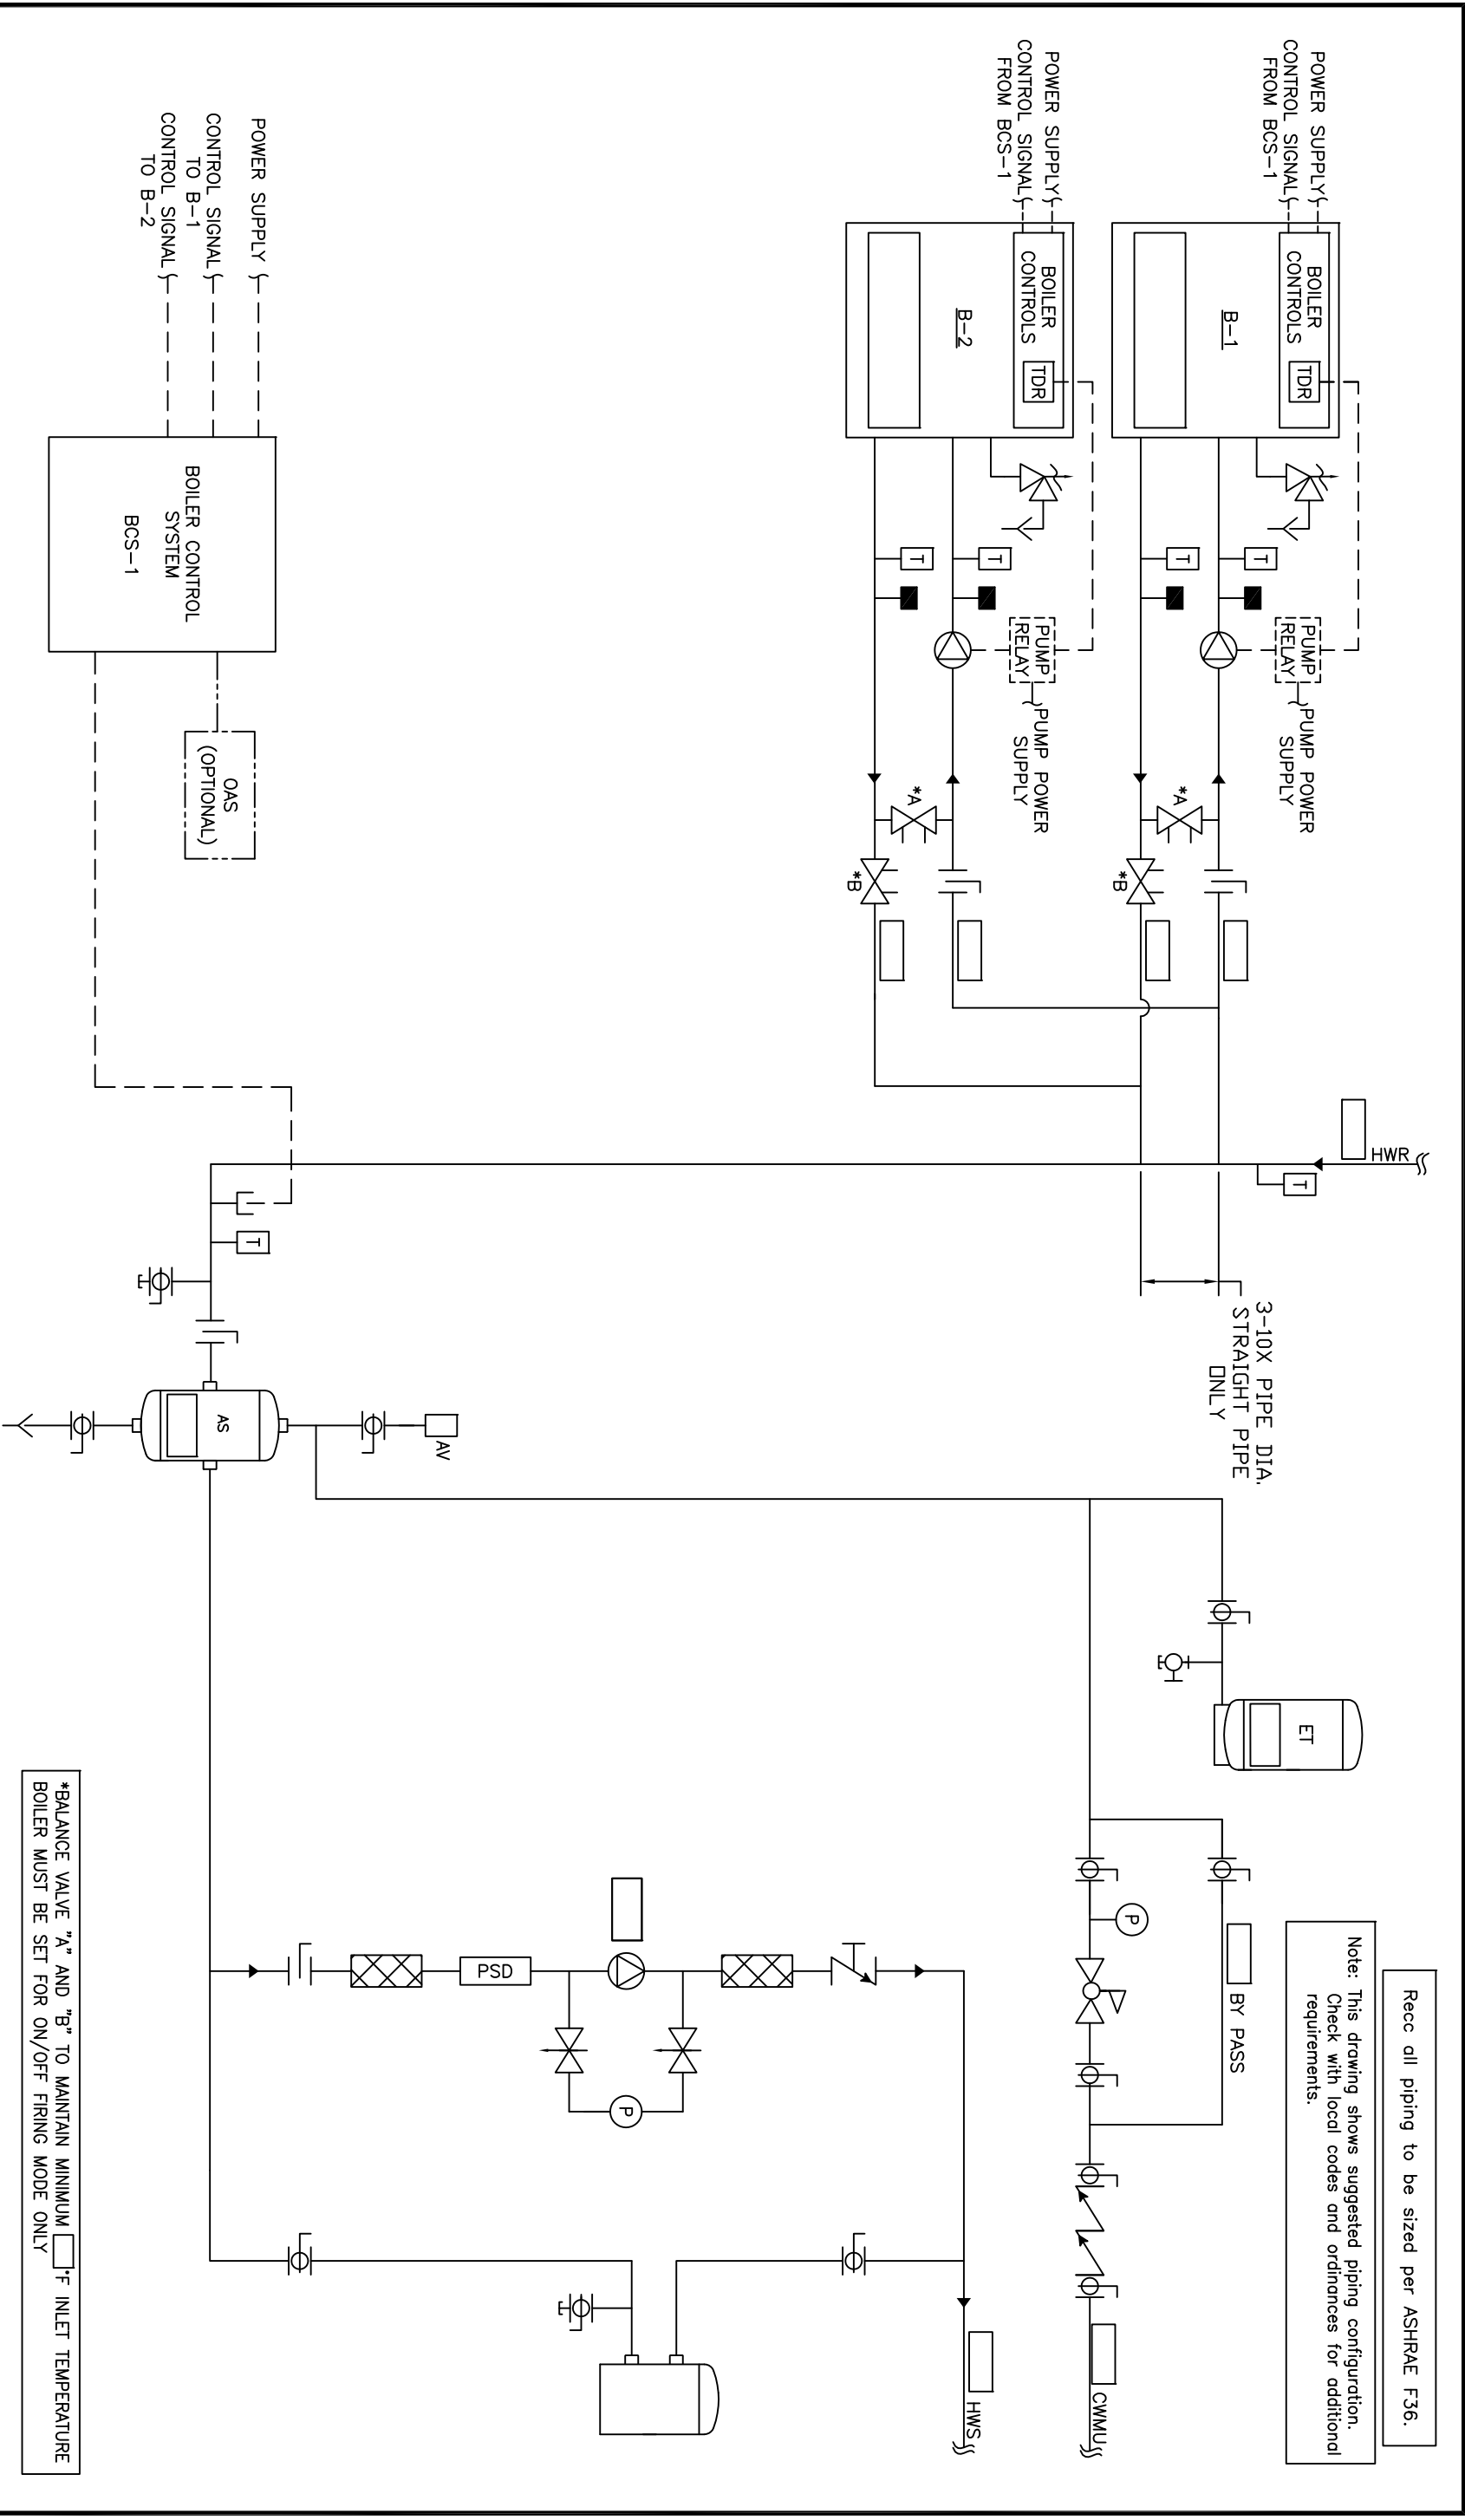 POWER SUPPLY
CONTROL SIGNAL
FROM BCS-1
BOILER
CONTROLS
TDR
B-1
T
T
PUMP
RELAY
PUMP POWER
SUPPLY
*A
*B
POWER SUPPLY
CONTROL SIGNAL
FROM BCS-1
BOILER
CONTROLS
TDR
B-2
T
T
PUMP
RELAY
PUMP POWER
SUPPLY
*A
*B
HWR
T
3-10X PIPE DIA.
STRAIGHT PIPE
ONLY
POWER SUPPLY
CONTROL SIGNAL
TO B-1
CONTROL SIGNAL
TO B-2
BOILER CONTROL
SYSTEM
BCS-1
OAS
(OPTIONAL)
T
AS
AV
ET
P
BY PASS
CWMU
PSD
P
HWS
Recc all piping to be sized per ASHRAE F36.
Note: This drawing shows suggested piping configuration.
Check with local codes and ordinances for additional
requirements.
*BALANCE VALVE "A" AND "B" TO MAINTAIN MINIMUM °F INLET TEMPERATURE
BOILER MUST BE SET FOR ON/OFF FIRING MODE ONLY